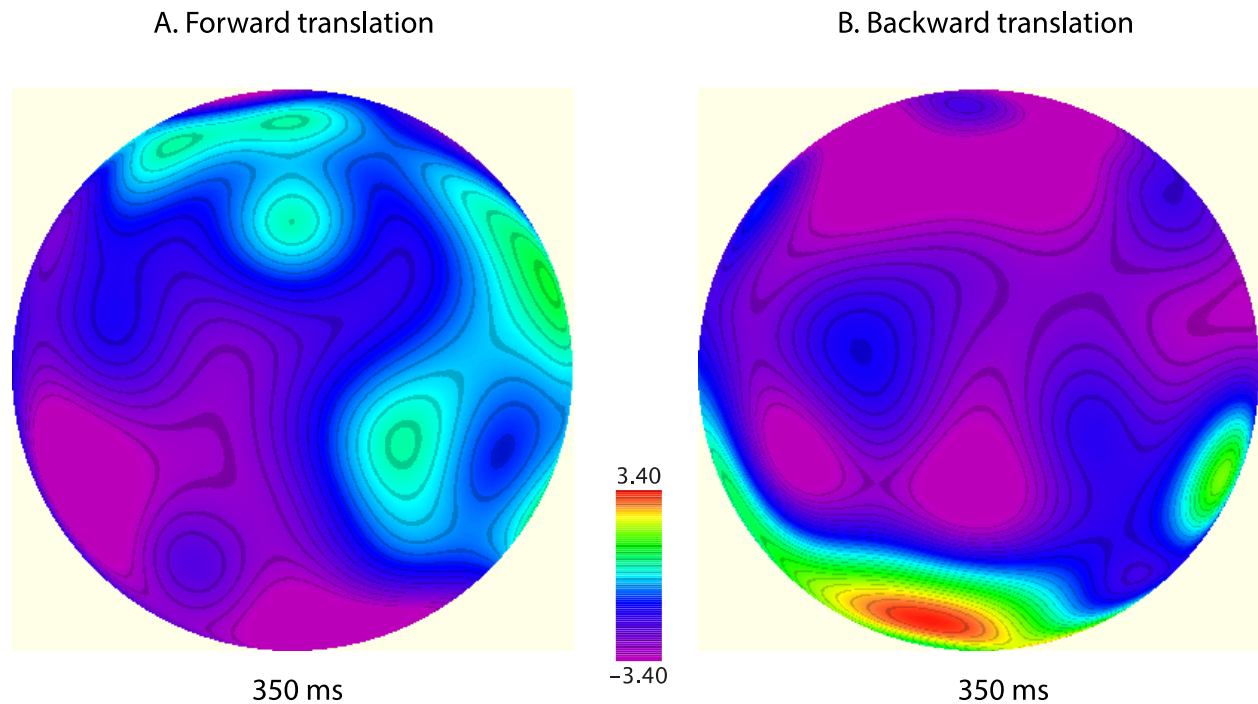 A. Forward translation
B. Backward translation
3.40
−3.40
350 ms
350 ms